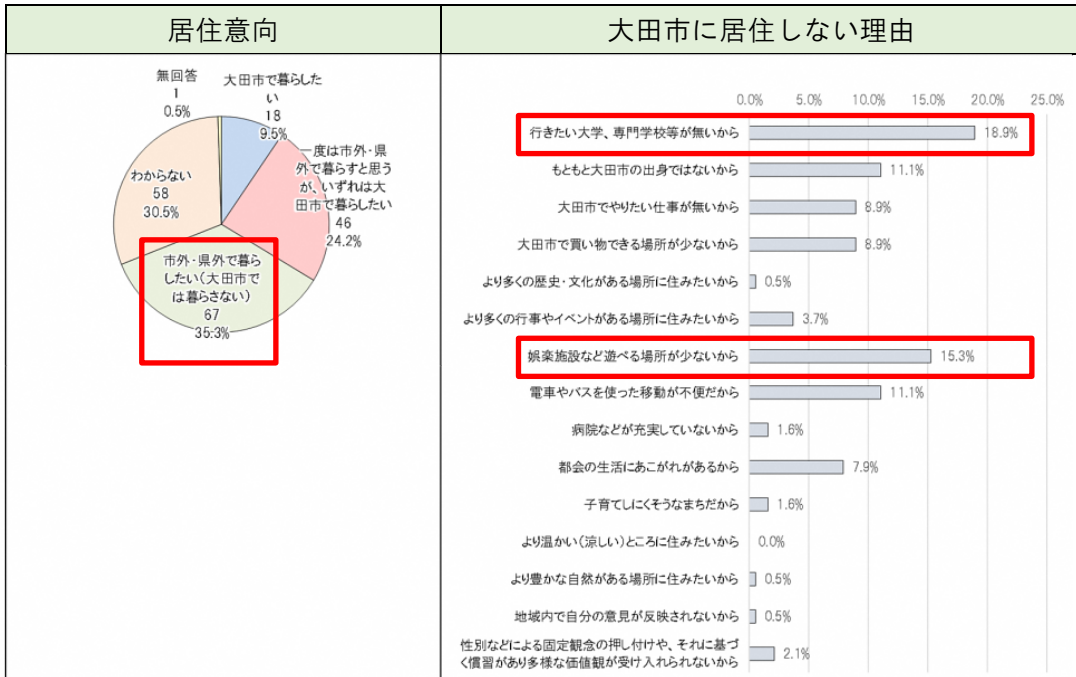 居住意向
大田市に居住しない理由
無回答
1
0.5%
大田市で暮らした
い
18
9.5%
一度は市外・県
外で暮らすと思う
が、いずれは大
田市で暮らしたい
46
24.2%
わからない
58
30.5%
市外・県外で暮ら
したい(大田市で
は暮らさない)
67
35.3%
0.0% 5.0% 10.0% 15.0% 20.0% 25.0%
行きたい大学、専門学校等が無いから 18.9%
もともと大田市の出身ではないから 11.1%
大田市でやりたい仕事が無いから 8.9%
大田市で買い物できる場所が少ないから 8.9%
より多くの歴史・文化がある場所に住みたいから 0.5%
より多くの行事やイベントがある場所に住みたいから 3.7%
娯楽施設など遊べる場所が少ないから 15.3%
電車やバスを使った移動が不便だから 11.1%
病院などが充実していないから 1.6%
都会の生活にあこがれがあるから 7.9%
子育てしにくそうなまちだから 1.6%
より温かい(涼しい)ところに住みたいから 0.0%
より豊かな自然がある場所に住みたいから 0.5%
地域内で自分の意見が反映されないから 0.5%
性別などによる固定観念の押し付けや、それに基づ
く慣習があり多様な価値観が受け入れられないから 2.1%